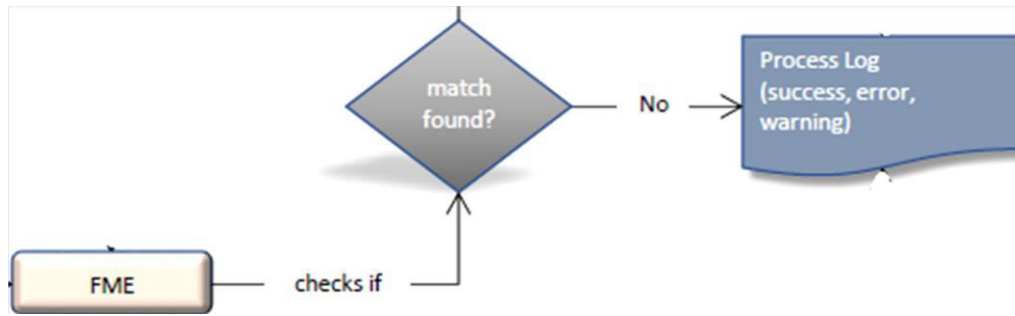 match
found?
No
Process Log
(success, error,
warning)
FME
checks if